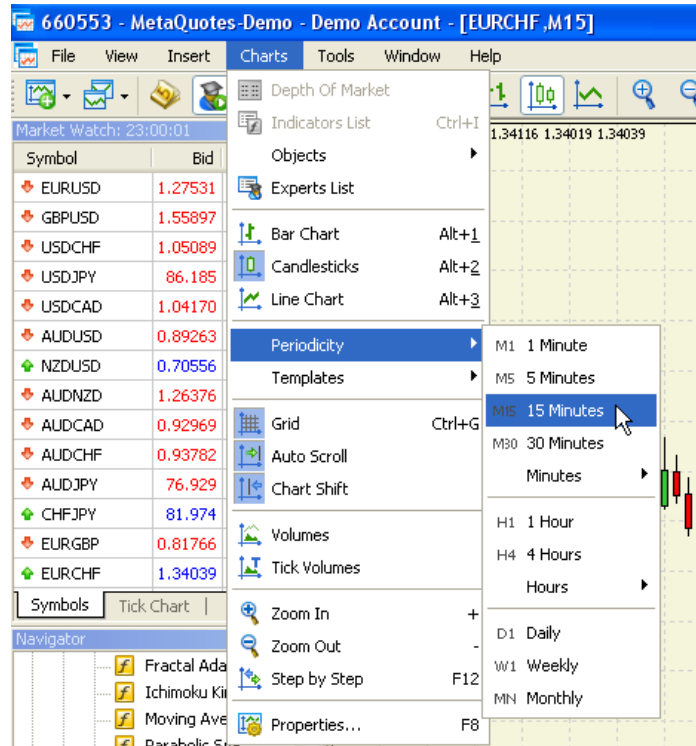 660553 - MetaQuotes-Demo - Demo Account - [EURCHF,M15]
File View Insert Charts Tools Window Help
Market Watch: 23:00:01
Symbol Bid
EURUSD 1.27531
GBPUSD 1.55897
USDCHF 1.05089
USDJPY 86.185
USDCAD 1.04170
AUDUSD 0.89263
NZDUSD 0.70556
AUDNZD 1.26376
AUDCAD 0.92969
AUDCHF 0.93782
AUDJPY 76.929
CHFJPY 81.974
EURGBP 0.81766
EURCHF 1.34039
Symbols Tick Chart
Navigator
Fractal Ada
Ichimoku Ki
Moving Ave
Parabolic
Depth Of Market
Indicators List Ctrl+I
Objects
Experts List
Bar Chart Alt+1
Candlesticks Alt+2
Line Chart Alt+3
Periodicity
Templates
Grid Ctrl+G
Auto Scroll
Chart Shift
Volumes
Tick Volumes
Zoom In +
Zoom Out -
Step by Step F12
Properties... F8
1.34116 1.34019 1.34039
M1 1 Minute
M5 5 Minutes
M15 15 Minutes
M30 30 Minutes
Minutes
H1 1 Hour
H4 4 Hours
Hours
D1 Daily
W1 Weekly
MN Monthly